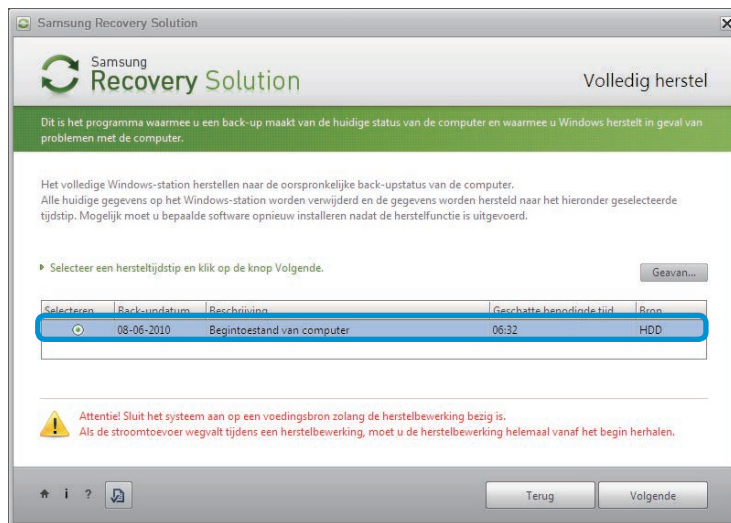 Samsung Recovery Solution
Samsung
Recovery Solution
Volledig herstel
Dit is het programma waarmee u een back-up maakt van de huidige status van de computer en waarmee u Windows herstelt in geval van
problemen met de computer.
Het volledige Windows-station herstellen naar de oorspronkelijke back-upstatus van de computer.
Alle huidige gegevens op het Windows-station worden verwijderd en de gegevens worden hersteld naar het hieronder geselecteerde
tijdstip. Mogelijk moet u bepaalde software opnieuw installeren nadat de herstelfunctie is uitgevoerd.
Selecteer een hersteltijdstip en klik op de knop Volgende.
Geavan...
Selecteren Back-updatum Beschrijving Geschatte benodigde tijd Bron
08-06-2010 Begintoestand van computer 06:32 HDD
Attentie! Sluit het systeem aan op een voedingsbron zolang de herstelbewerking bezig is.
Als de stroomtoevoer wegvalt tijdens een herstelbewerking, moet u de herstelbewerking helemaal vanaf het begin herhalen.
Terug
Volgende